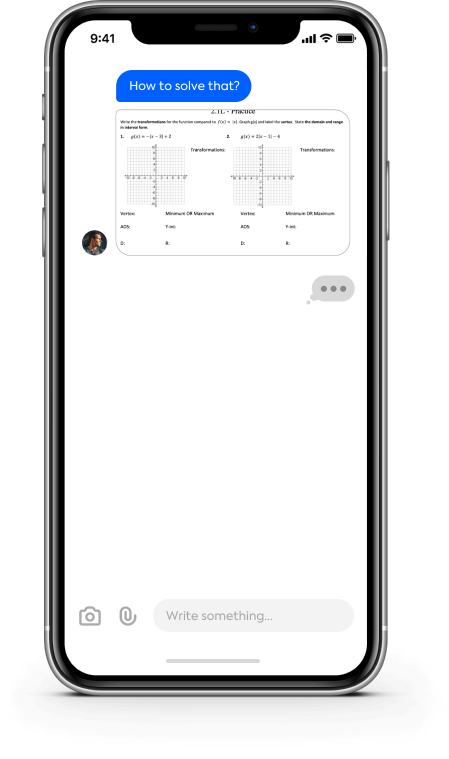 9:41
How to solve that?
2.1L - Practice
Write the transformations for the function compared to f(x) = |x|. Graph g(x) and label the vertex. State the domain and range
in interval form.
1. g(x) = -|x - 3| + 2 2. g(x) = 2|x - 1| - 4
Transformations: Transformations:
Vertex: Minimum OR Maximum Vertex: Minimum OR Maximum
AOS: Y-int: AOS: Y-int:
D: R: D: R:
Write something...